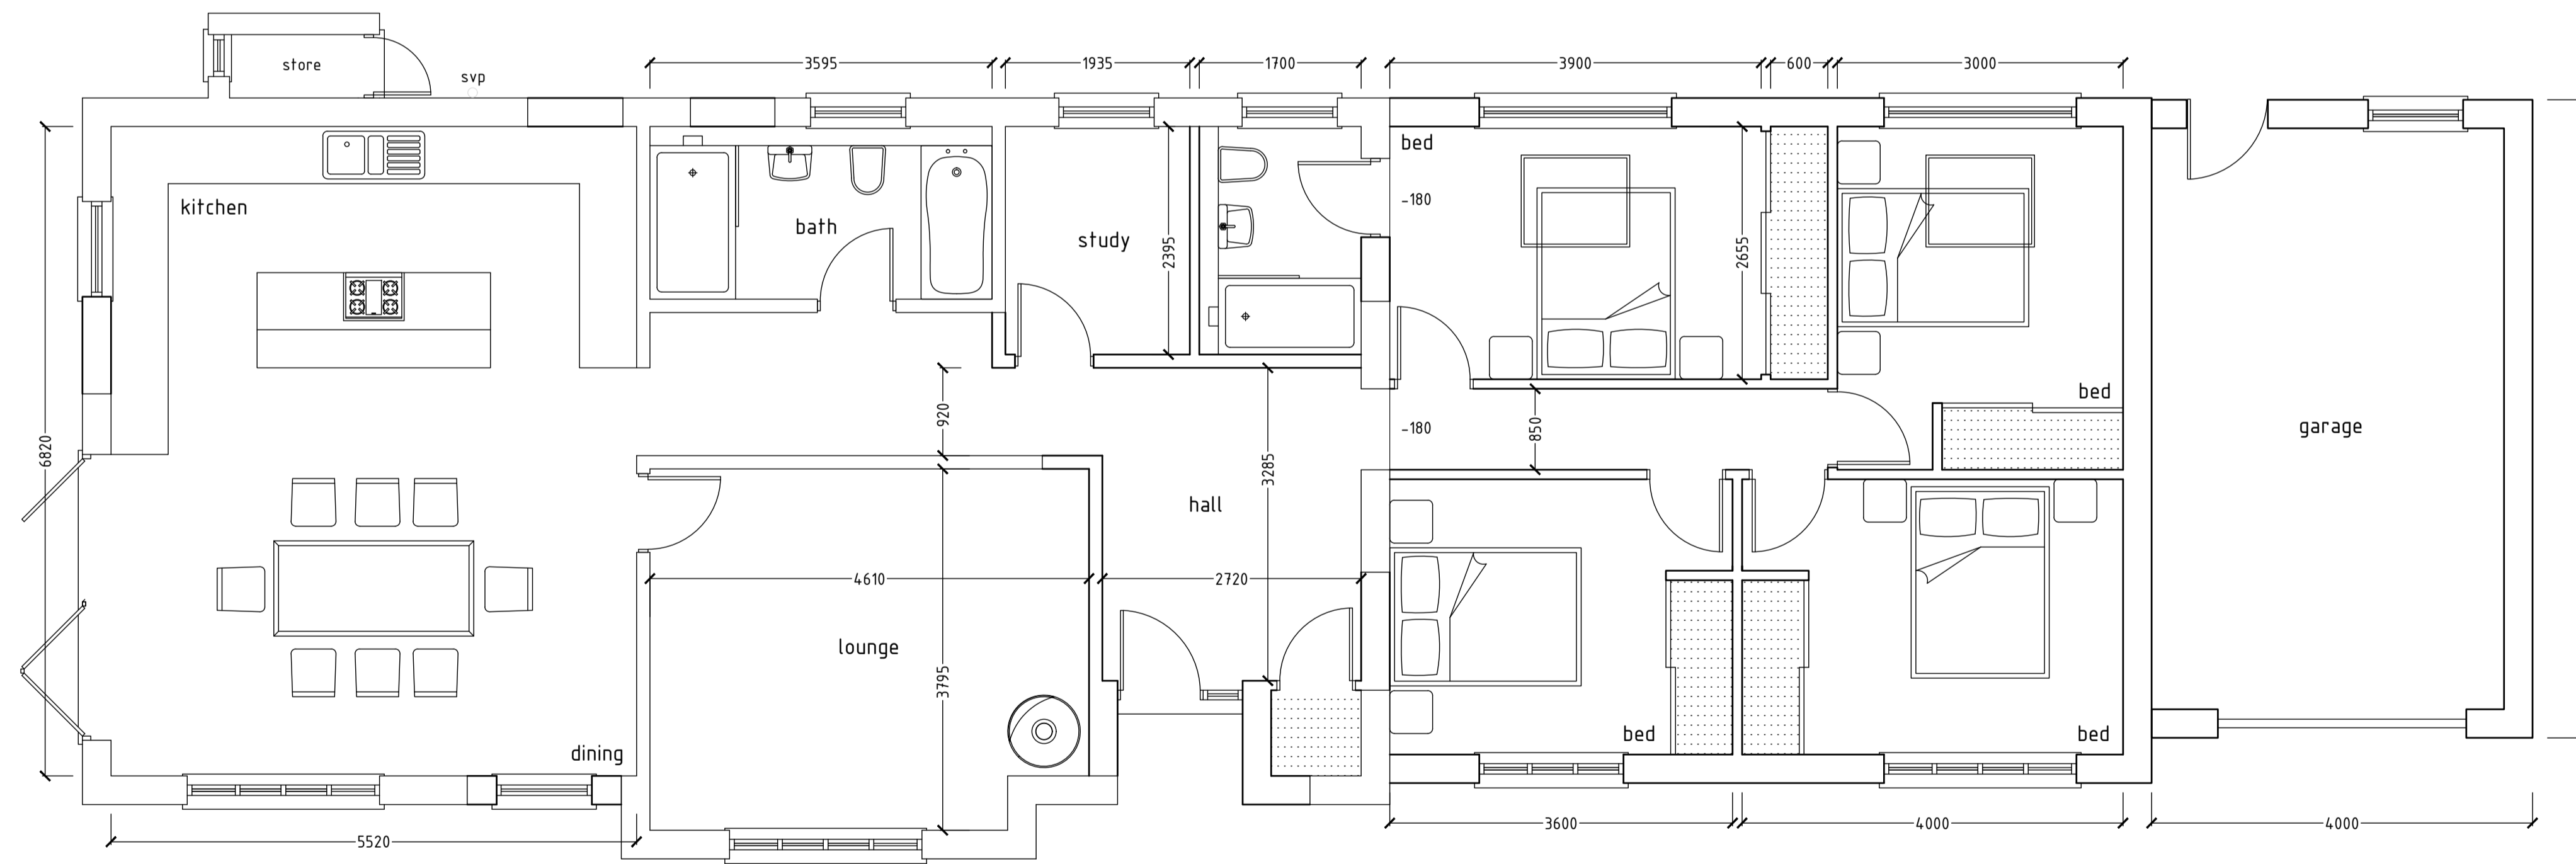 store
svp
3595
1935
1700
3900
600
3000
bed
-180
kitchen
bath
study
2395
2655
bed
garage
6820
920
3285
850
-180
hall
4610
2720
lounge
3795
dining
bed
bed
5520
3600
4000
4000